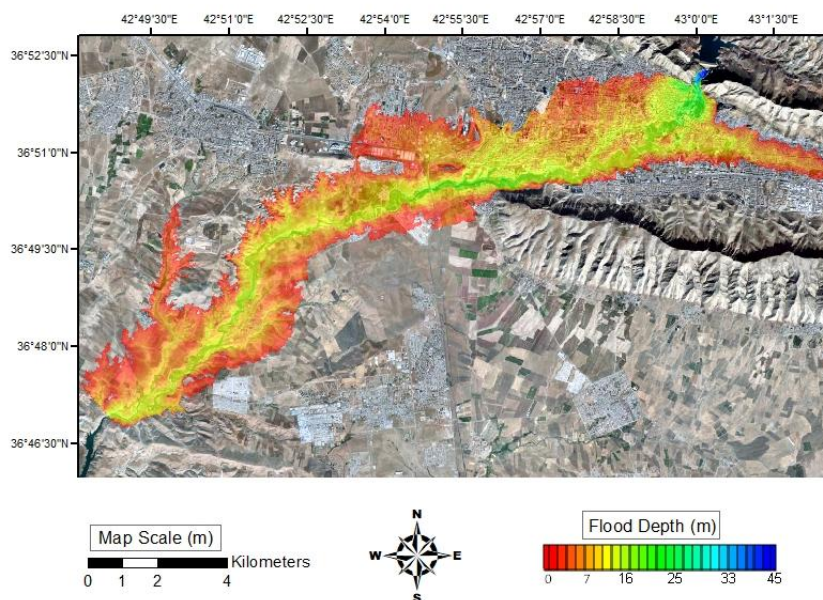 42°49'30"E 42°51'0"E 42°52'30"E 42°54'0"E 42°55'30"E 42°57'0"E 42°58'30"E 43°0'0"E 43°1'30"E
36°52'30"N
36°51'0"N
36°49'30"N
36°48'0"N
36°46'30"N
Map Scale (m)
Kilometers
0 1 2 4
N
W E
S
Flood Depth (m)
0 7 16 25 33 45